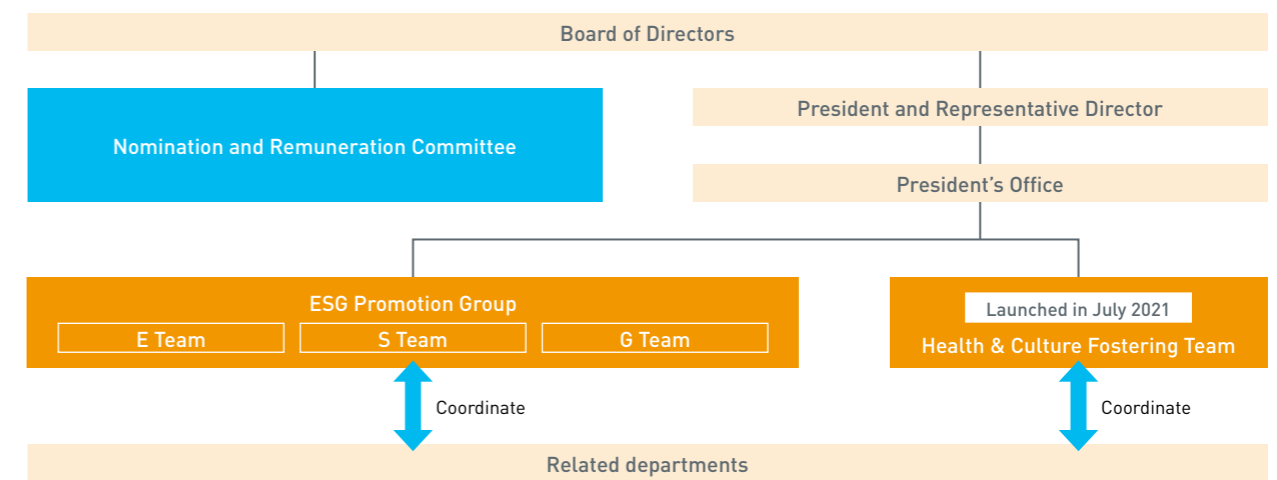 Board of Directors
Nomination and Remuneration Committee
President and Representative Director
President’s Office
ESG Promotion Group
E Team
S Team
G Team
Launched in July 2021
Health & Culture Fostering Team
Coordinate
Coordinate
Related departments